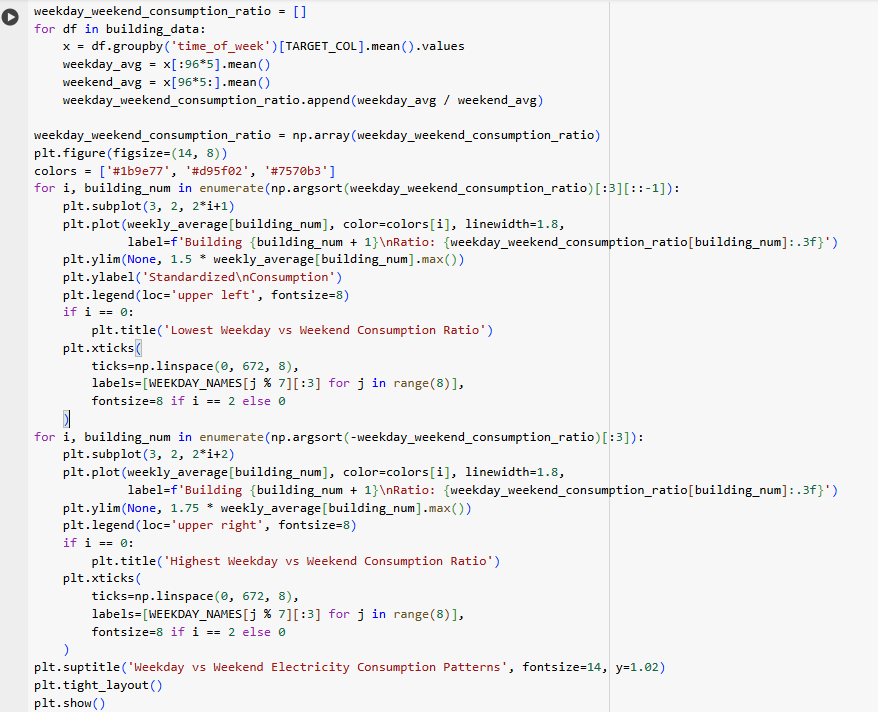 weekday_weekend_consumption_ratio = []
for df in building_data:
    x = df.groupby('time_of_week')[TARGET_COL].mean().values
    weekday_avg = x[:96*5].mean()
    weekend_avg = x[96*5:].mean()
    weekday_weekend_consumption_ratio.append(weekday_avg / weekend_avg)

weekday_weekend_consumption_ratio = np.array(weekday_weekend_consumption_ratio)
plt.figure(figsize=(14, 8))
colors = ['#1b9e77', '#d95f02', '#7570b3']
for i, building_num in enumerate(np.argsort(weekday_weekend_consumption_ratio)[:3][::-1]):
    plt.subplot(3, 2, 2*i+1)
    plt.plot(weekly_average[building_num], color=colors[i], linewidth=1.8,
             label=f'Building {building_num + 1}\nRatio: {weekday_weekend_consumption_ratio[building_num]:.3f}')
    plt.ylim(None, 1.5 * weekly_average[building_num].max())
    plt.ylabel('Standardized\nConsumption')
    plt.legend(loc='upper left', fontsize=8)
    if i == 0:
        plt.title('Lowest Weekday vs Weekend Consumption Ratio')
    plt.xticks(
        ticks=np.linspace(0, 672, 8),
        labels=[WEEKDAY_NAMES[j % 7][:3] for j in range(8)],
        fontsize=8 if i == 2 else 0
    )
for i, building_num in enumerate(np.argsort(-weekday_weekend_consumption_ratio)[:3]):
    plt.subplot(3, 2, 2*i+2)
    plt.plot(weekly_average[building_num], color=colors[i], linewidth=1.8,
             label=f'Building {building_num + 1}\nRatio: {weekday_weekend_consumption_ratio[building_num]:.3f}')
    plt.ylim(None, 1.75 * weekly_average[building_num].max())
    plt.legend(loc='upper right', fontsize=8)
    if i == 0:
        plt.title('Highest Weekday vs Weekend Consumption Ratio')
    plt.xticks(
        ticks=np.linspace(0, 672, 8),
        labels=[WEEKDAY_NAMES[j % 7][:3] for j in range(8)],
        fontsize=8 if i == 2 else 0
    )
plt.suptitle('Weekday vs Weekend Electricity Consumption Patterns', fontsize=14, y=1.02)
plt.tight_layout()
plt.show()